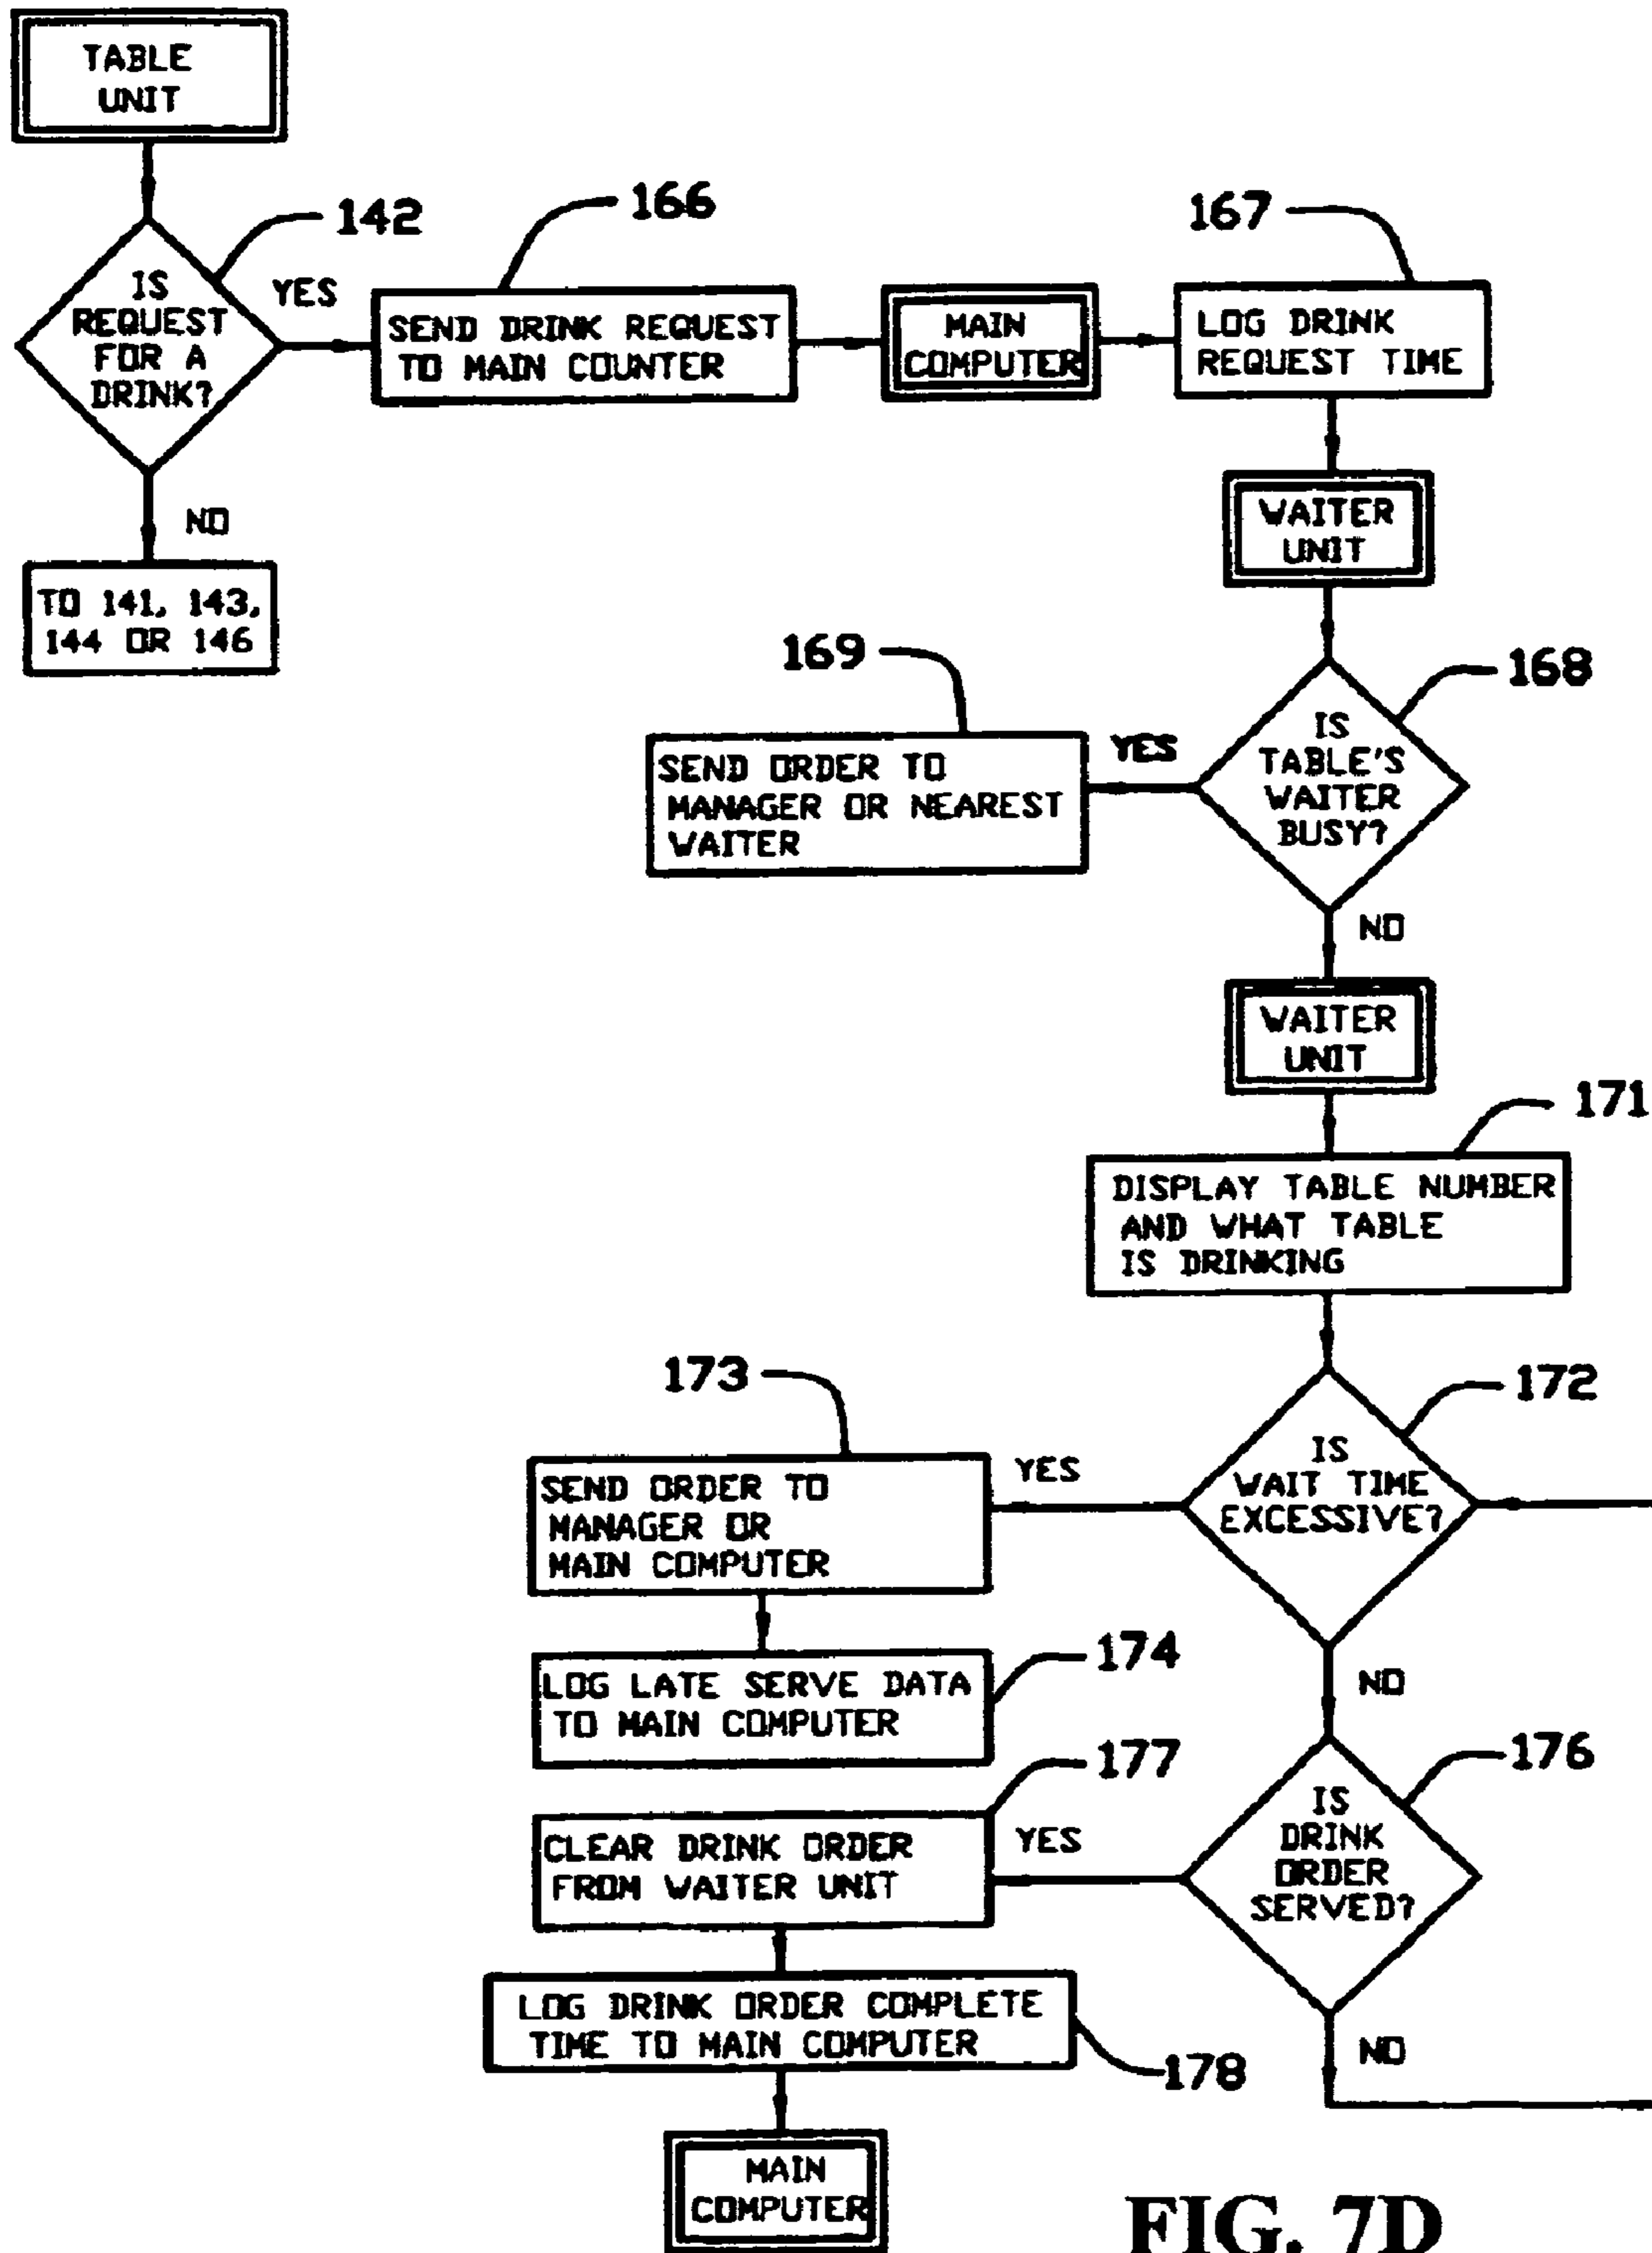 TABLE
UNIT
142
IS
REQUEST
FOR A
DRINK?
YES
NO
TO 141, 143,
144 OR 146
166
SEND DRINK REQUEST
TO MAIN COUNTER
MAIN
COMPUTER
167
LOG DRINK
REQUEST TIME
WAITER
UNIT
168
IS
TABLE'S
WAITER
BUSY?
YES
169
SEND ORDER TO
MANAGER OR NEAREST
WAITER
NO
WAITER
UNIT
171
DISPLAY TABLE NUMBER
AND WHAT TABLE
IS DRINKING
172
IS
WAIT TIME
EXCESSIVE?
YES
173
SEND ORDER TO
MANAGER OR
MAIN COMPUTER
174
LOG LATE SERVE DATA
TO MAIN COMPUTER
NO
176
IS
DRINK
ORDER
SERVED?
YES
177
CLEAR DRINK ORDER
FROM WAITER UNIT
LOG DRINK ORDER COMPLETE
TIME TO MAIN COMPUTER
178
NO
MAIN
COMPUTER
FIG. 7D